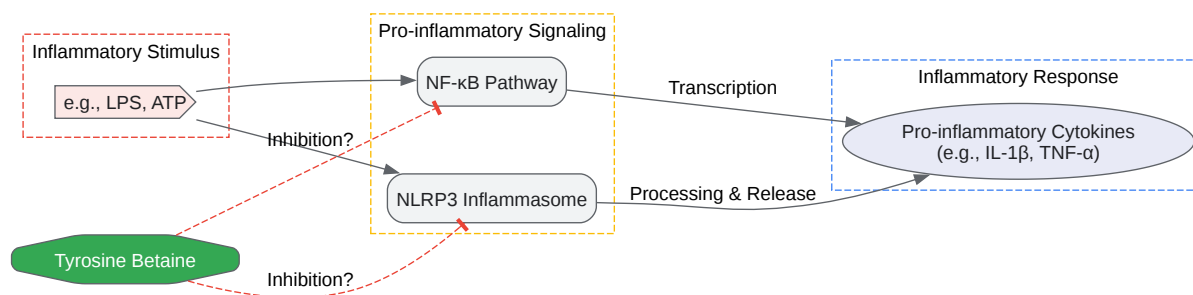 Inflammatory Stimulus
e.g., LPS, ATP
Pro-inflammatory Signaling
NF-κB Pathway
NLRP3 Inflammasome
Inhibition?
Transcription
Processing & Release
Inflammatory Response
Pro-inflammatory Cytokines
(e.g., IL-1β, TNF-α)
Tyrosine Betaine
Inhibition?